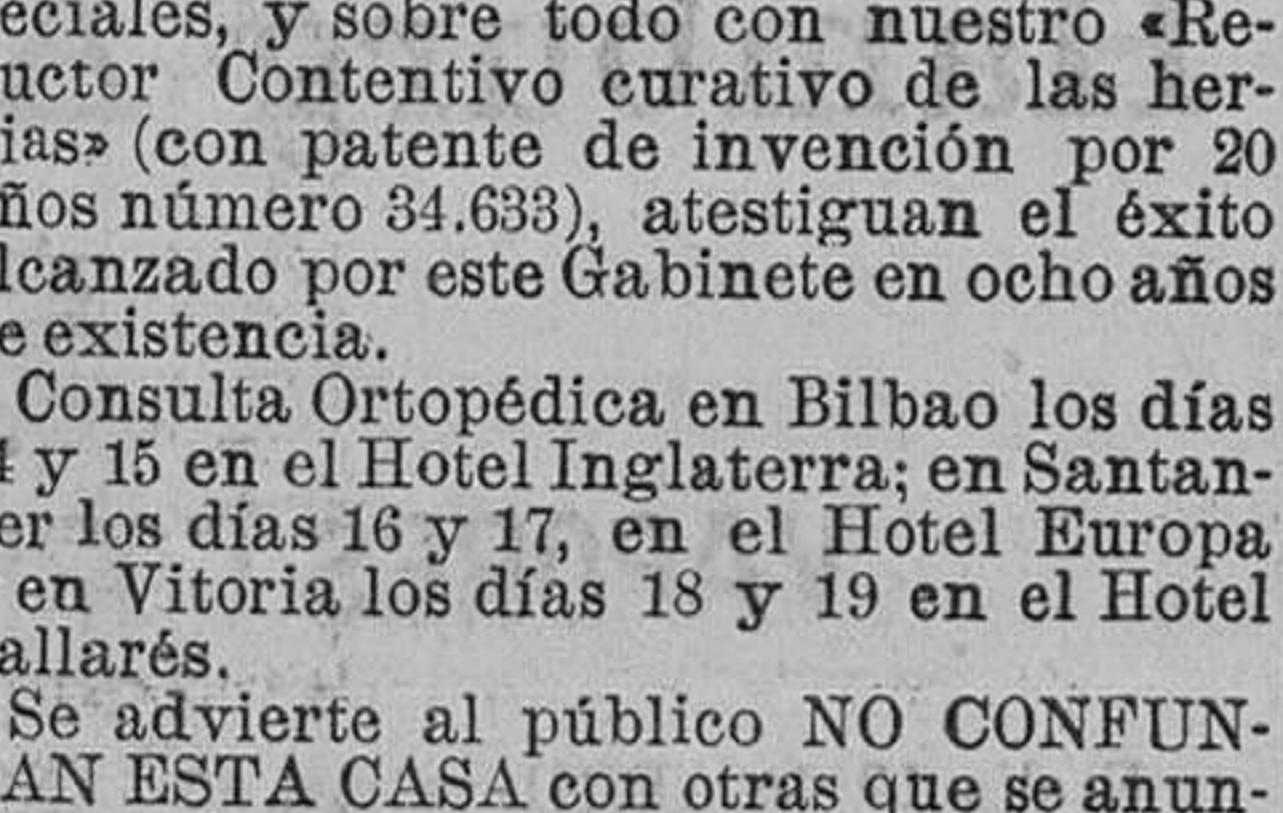 eciales, y sobre todo con nuestro «Re-
uctor Contentivo curativo de las her-
ias» (con patente de invención por 20
ños número 34.633), atestiguan el éxito
lcanzado por este Gabinete en ocho años
e existencia.
Consulta Ortopédica en Bilbao los días
4 y 15 en el Hotel Inglaterra; en Santan-
er los días 16 y 17, en el Hotel Europa
en Vitoria los días 18 y 19 en el Hotel
allarés.
Se advierte al público NO CONFUN-
AN ESTA CASA con otras que se anun-